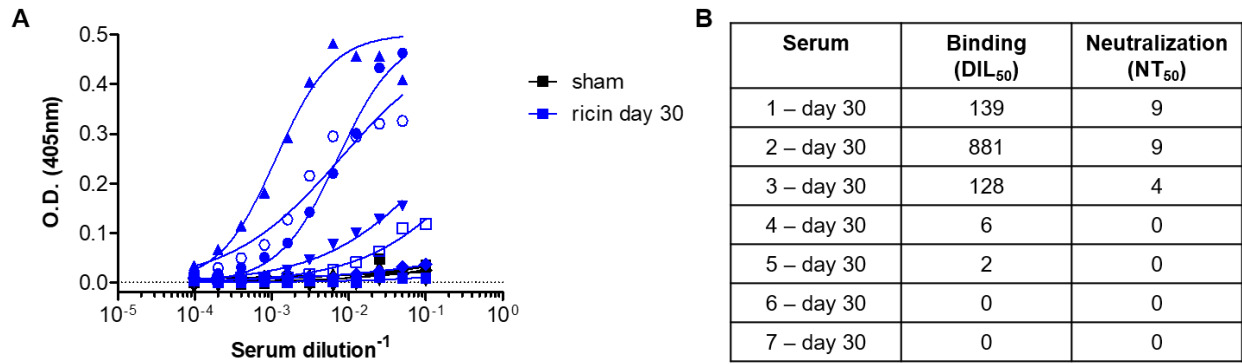 A
O.D. (405nm)
0.5
0.4
0.3
0.2
0.1
0.0
10⁻⁵ 10⁻⁴ 10⁻³ 10⁻² 10⁻¹ 10⁰
Serum dilution⁻¹
sham
ricin day 30
B
Serum Binding (DIL₅₀) Neutralization (NT₅₀)
1 – day 30 139 9
2 – day 30 881 9
3 – day 30 128 4
4 – day 30 6 0
5 – day 30 2 0
6 – day 30 0 0
7 – day 30 0 0